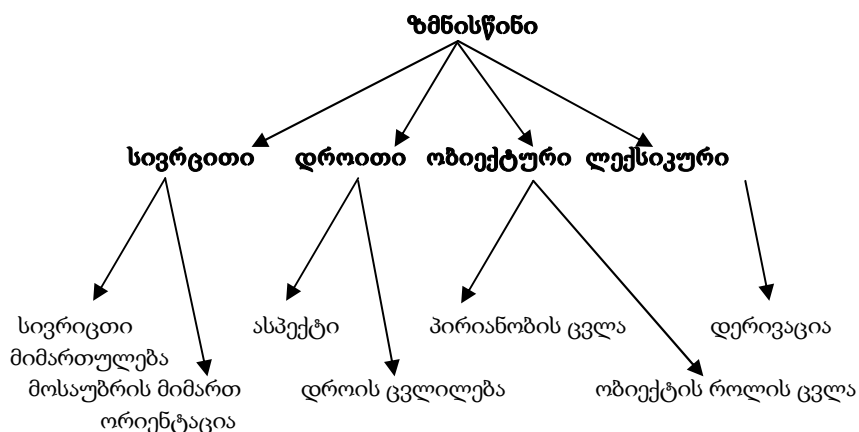 ზმნისწინი
სივრცითი დროითი ობიექტური ლექსიკური
სივრიცთი ასპექტი პირიანობის ცვლა დერივაცია
მიმართულება
მოსაუბრის მიმართ დროის ცვლილება ობიექტის როლის ცვლა
ორიენტაცია